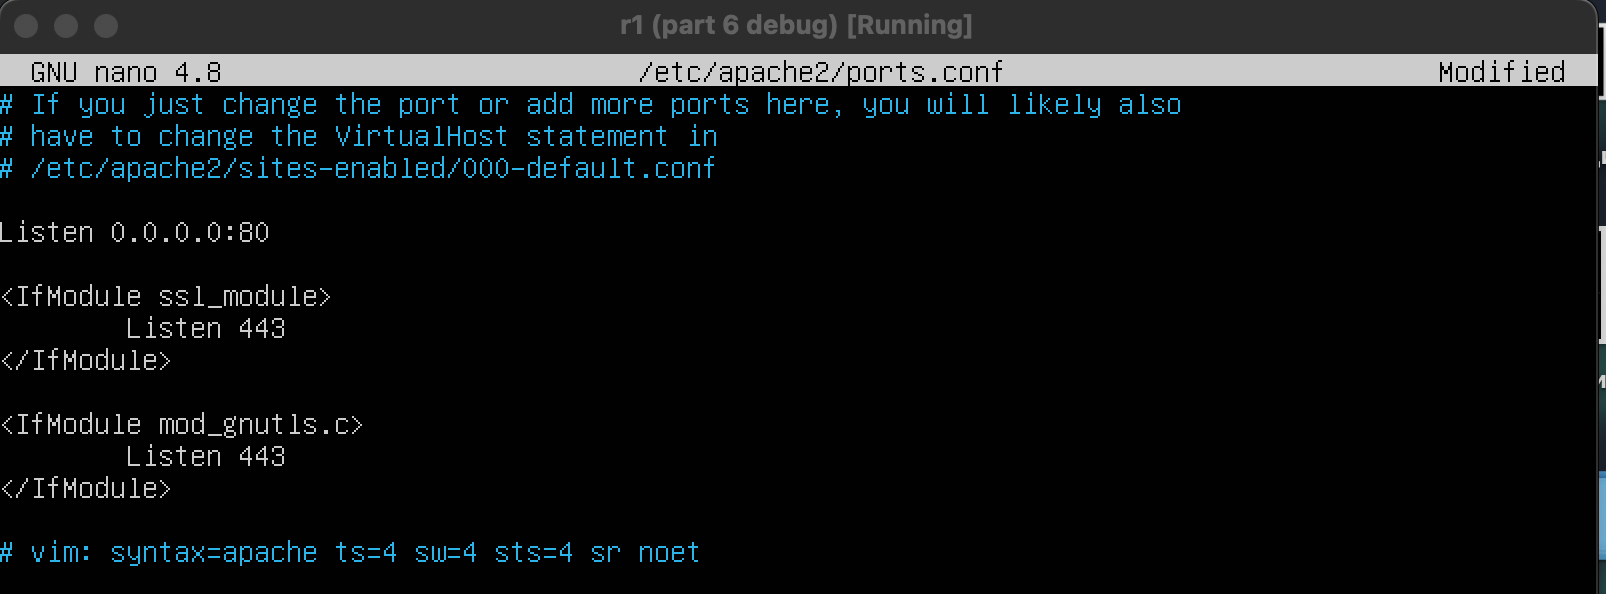 r1 (part 6 debug) [Running]
GNU nano 4.8 /etc/apache2/ports.conf Modified
# If you just change the port or add more ports here, you will likely also
# have to change the VirtualHost statement in
# /etc/apache2/sites-enabled/000-default.conf
Listen 0.0.0.0:80
<IfModule ssl_module>
Listen 443
</IfModule>
<IfModule mod_gnutls.c>
Listen 443
</IfModule>
# vim: syntax=apache ts=4 sw=4 sts=4 sr noet